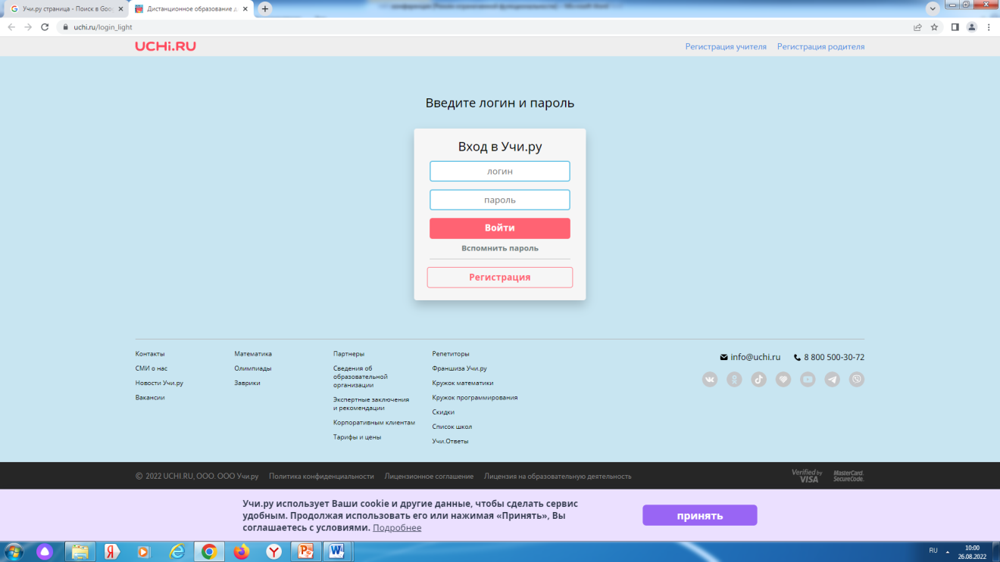 Учи.ру страница - Поиск в Goo
Дистанционное образование д
uchi.ru/login_light
UCHi.RU
Регистрация учителя
Регистрация родителя
Введите логин и пароль
Вход в Учи.ру
логин
пароль
Войти
Вспомнить пароль
Регистрация
Контакты
СМИ о нас
Новости Учи.ру
Вакансии
Математика
Олимпиады
Заврики
Партнеры
Сведения об
образовательной
организации
Экспертные заключения
и рекомендации
Корпоративным клиентам
Тарифы и цены
Репетиторы
Франшиза Учи.ру
Кружок математики
Кружок программирования
Скидки
Список школ
Учи.Ответы
info@uchi.ru
8 800 500-30-72
© 2022 UCHI.RU, ООО. ООО Учи.ру
Политика конфиденциальности
Лицензионное соглашение
Лицензия на образовательную деятельность
Verified by
VISA
MasterCard.
SecureCode.
Учи.ру использует Ваши cookie и другие данные, чтобы сделать сервис
удобным. Продолжая использовать его или нажимая «Принять», Вы
соглашаетесь с условиями. Подробнее
принять
RU
10:00
26.08.2022